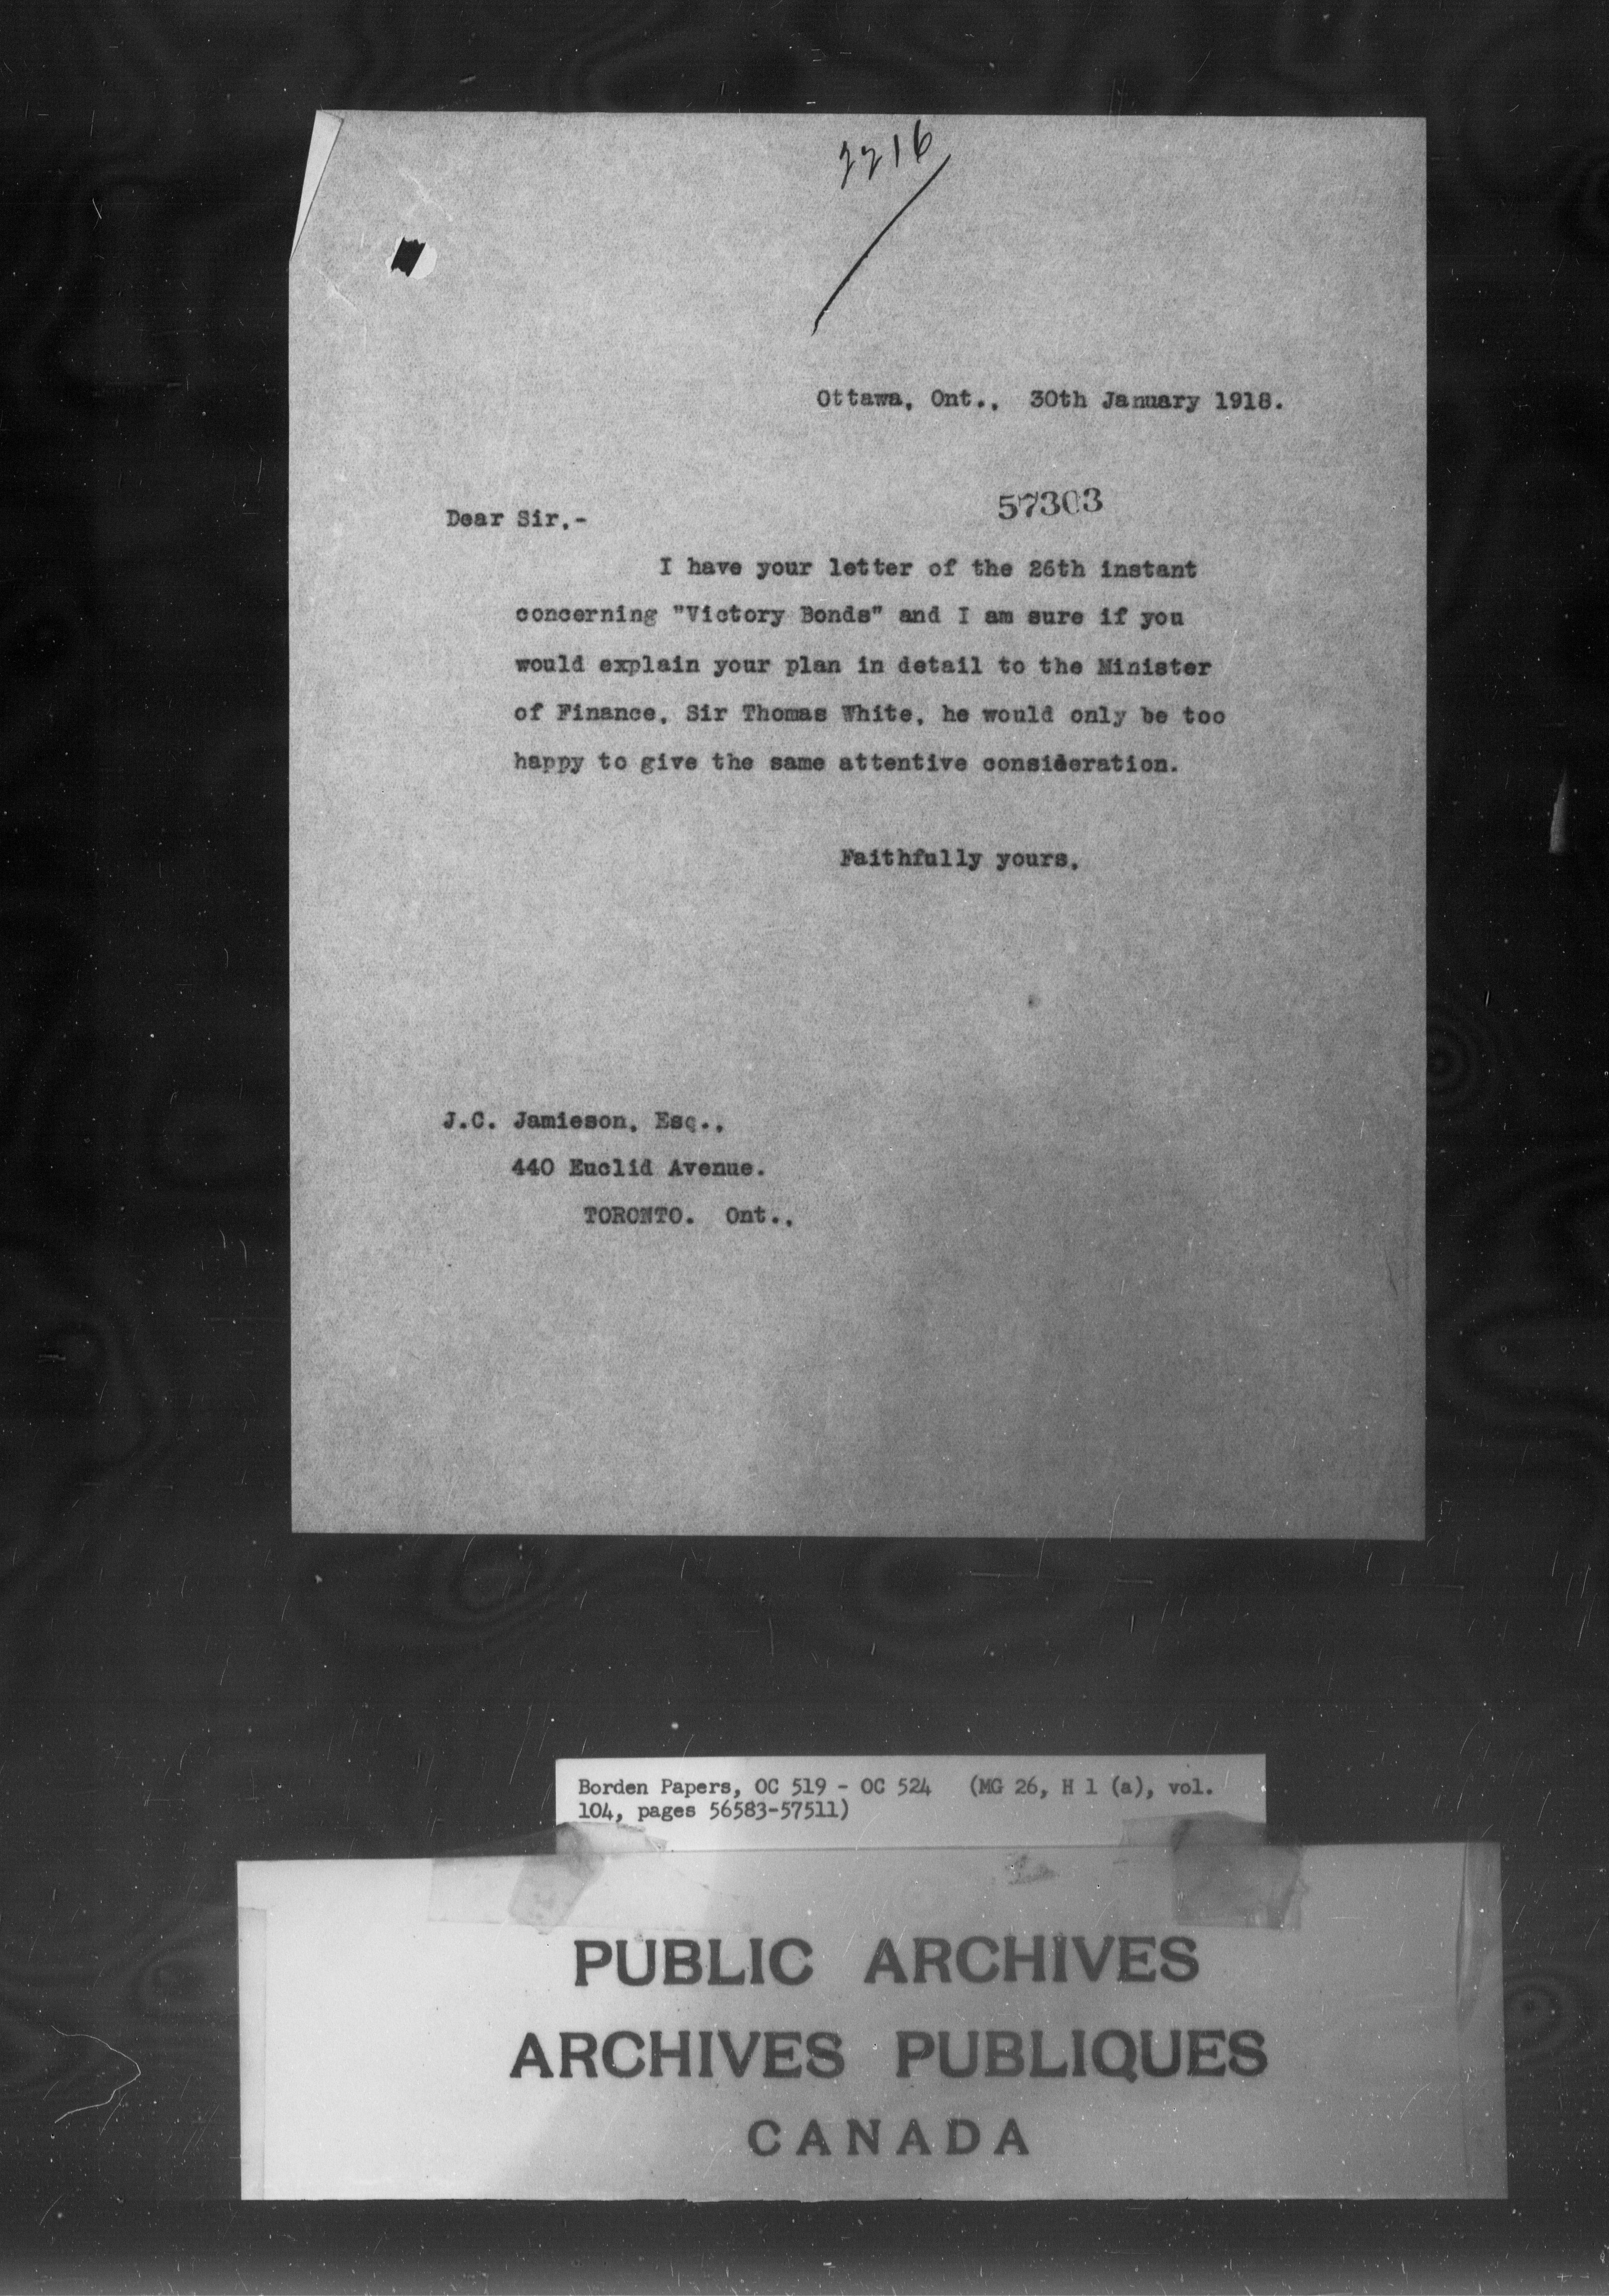 2216
Ottawa, Ont., 30th January 1918.
57303
Dear Sir,-
I have your letter of the 26th instant
concerning "Victory Bonds" and I am sure if you
would explain your plan in detail to the Minister
of Finance, Sir Thomas White, he would only be too
happy to give the same attentive consideration.
Faithfully yours,
J.C. Jamieson, Esq.,
440 Euclid Avenue.
TORONTO. Ont.,
Borden Papers, OC 519 - OC 524 (MG 26, H 1 (a), vol.
104, pages 56583-57511)
PUBLIC ARCHIVES
ARCHIVES PUBLIQUES
CANADA